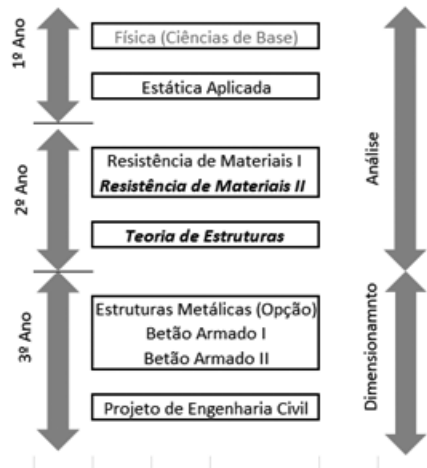 1º Ano
Física (Ciências de Base)
Estática Aplicada
2º Ano
Resistência de Materiais I
Resistência de Materiais II
Teoria de Estruturas
Análise
3º Ano
Estruturas Metálicas (Opção)
Betão Armado I
Betão Armado II
Projeto de Engenharia Civil
Dimensionamnto